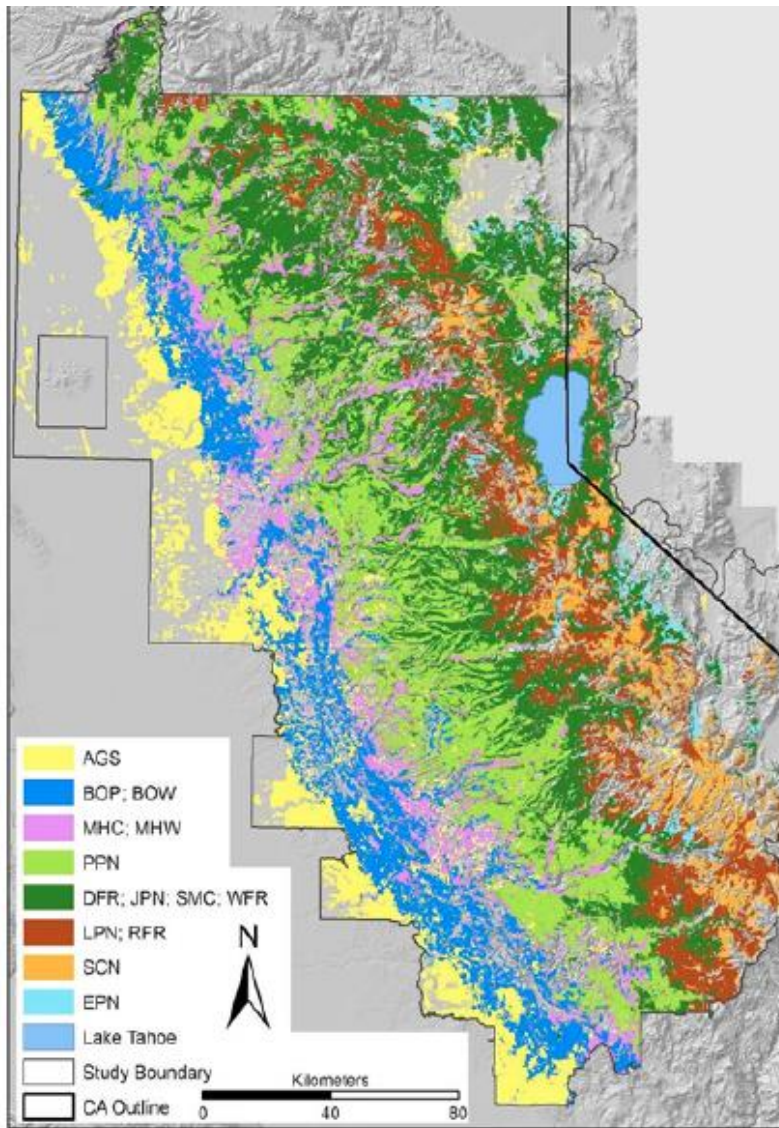 AGS
BOP; BOW
MHC; MHW
PPN
DFR; JPN; SMC; WFR
LPN; RFR
SCN
EPN
Lake Tahoe
Study Boundary
CA Outline
N
Kilometers
0 40 80